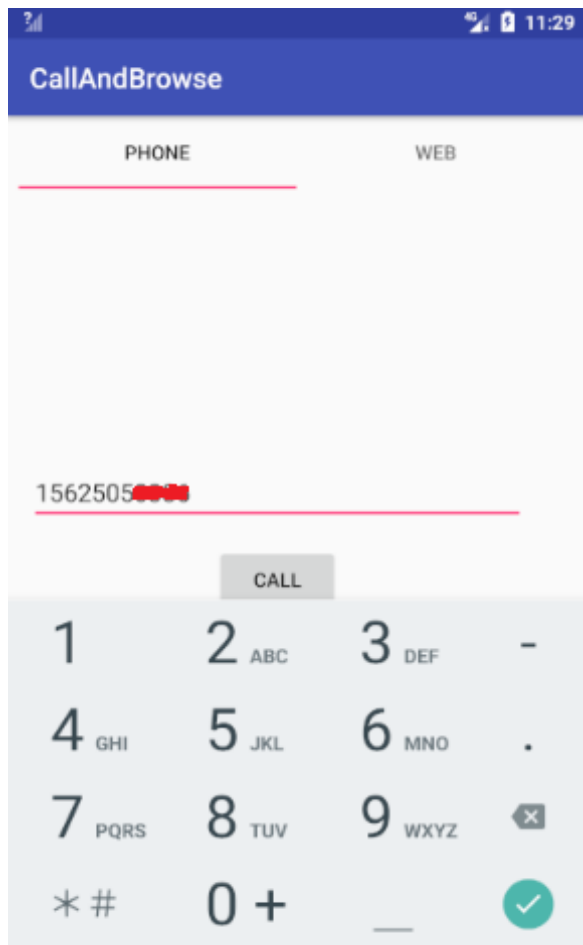 11:29
CallAndBrowse
PHONE WEB
1562505
CALL
1 2 ABC 3 DEF -
4 GHI 5 JKL 6 MNO .
7 PQRS 8 TUV 9 WXYZ
*# 0 + _